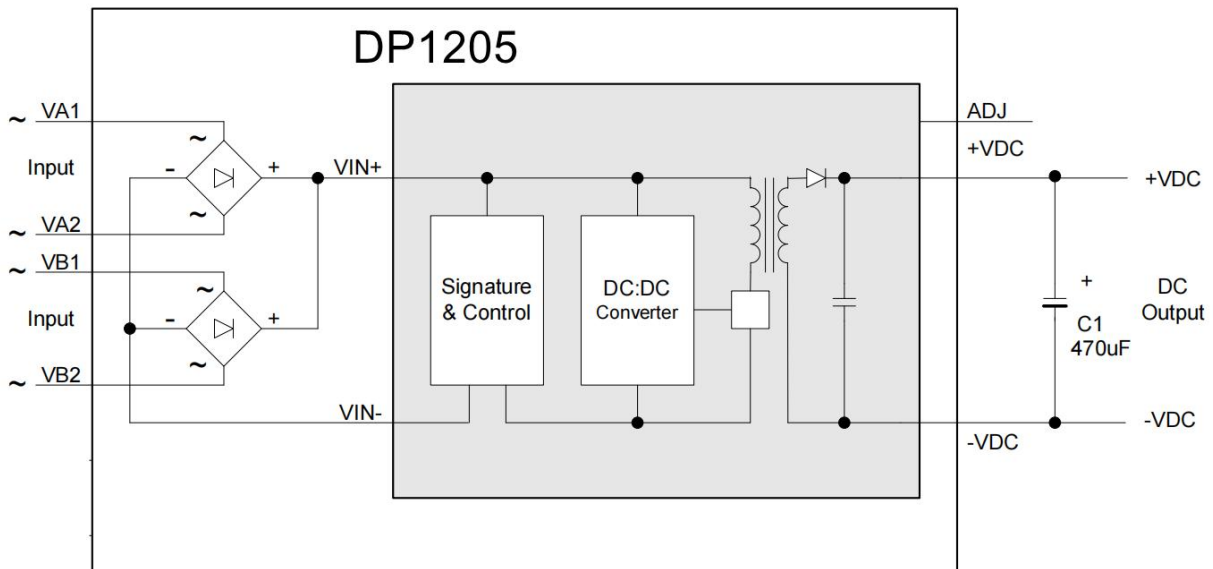 DP1205
~ VA1
~
ADJ
+VDC
Input
- +
VIN+
+VDC
~ VA2
~
~ VB1
~
Signature
& Control
DC:DC
Converter
+
DC
Output
Input
- +
C1
470uF
~ VB2
~
VIN-
-VDC
-VDC